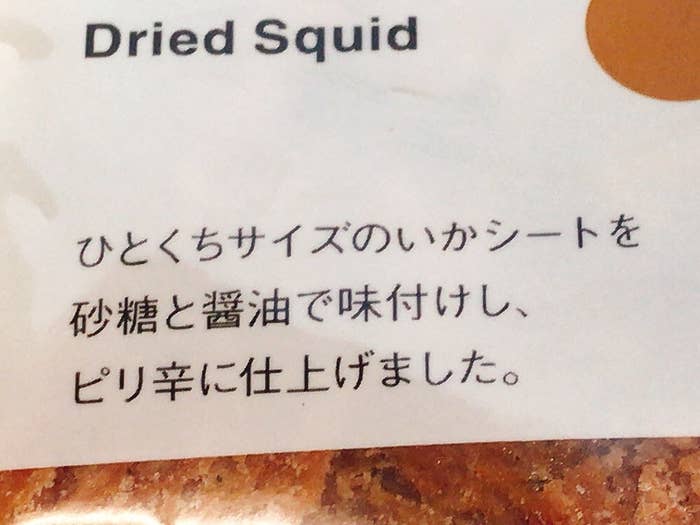 Dried Squid
ひとくちサイズのいかシートを
砂糖と醤油で味付けし、
ピリ辛に仕上げました。